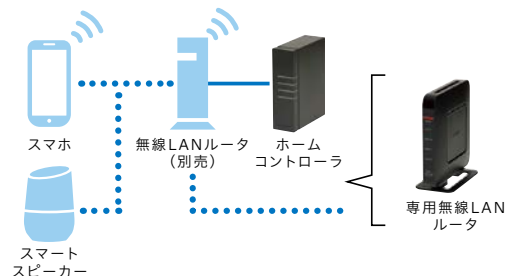 スマホ
無線LANルータ
（別売）
ホーム
コントローラ
専用無線LAN
ルータ
スマート
スピーカー